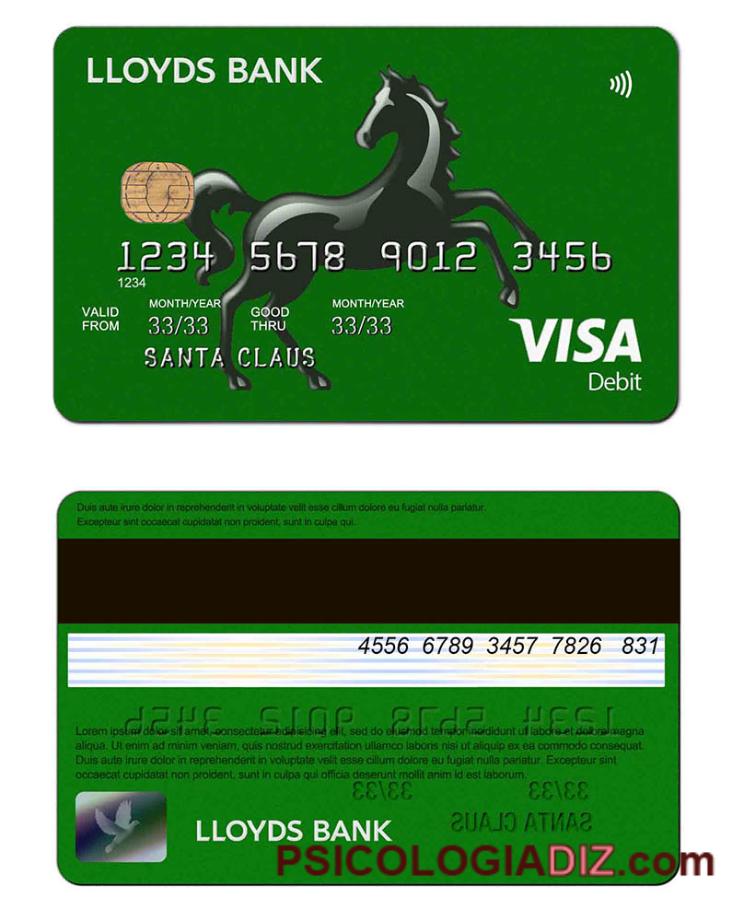 LLOYDS BANK
1234 5678 9012 3456
1234
MONTH/YEAR MONTH/YEAR
VALID FROM 33/33 GOOD THRU 33/33
SANTA CLAUS
VISA
Debit
Duis aute irure dolor in reprehenderit in voluptate velit esse cillum dolore eu fugiat nulla pariatur.
Excepteur sint occaecat cupidatat non proident, sunt in culpa qui.
4556 6789 3457 7826 831
Lorem ipsum dolor sit amet, consectetur adipisicing elit, sed do eiusmod tempor incididunt ut labore et dolore magna
aliqua. Ut enim ad minim veniam, quis nostrud exercitation ullamco laboris nisi ut aliquip ex ea commodo consequat.
Duis aute irure dolor in reprehenderit in voluptate velit esse cillum dolore eu fugiat nulla pariatur. Excepteur sint
occaecat cupidatat non proident, sunt in culpa qui officia deserunt mollit anim id est laborum.
LLOYDS BANK
PSICOLOGIADIZ.com